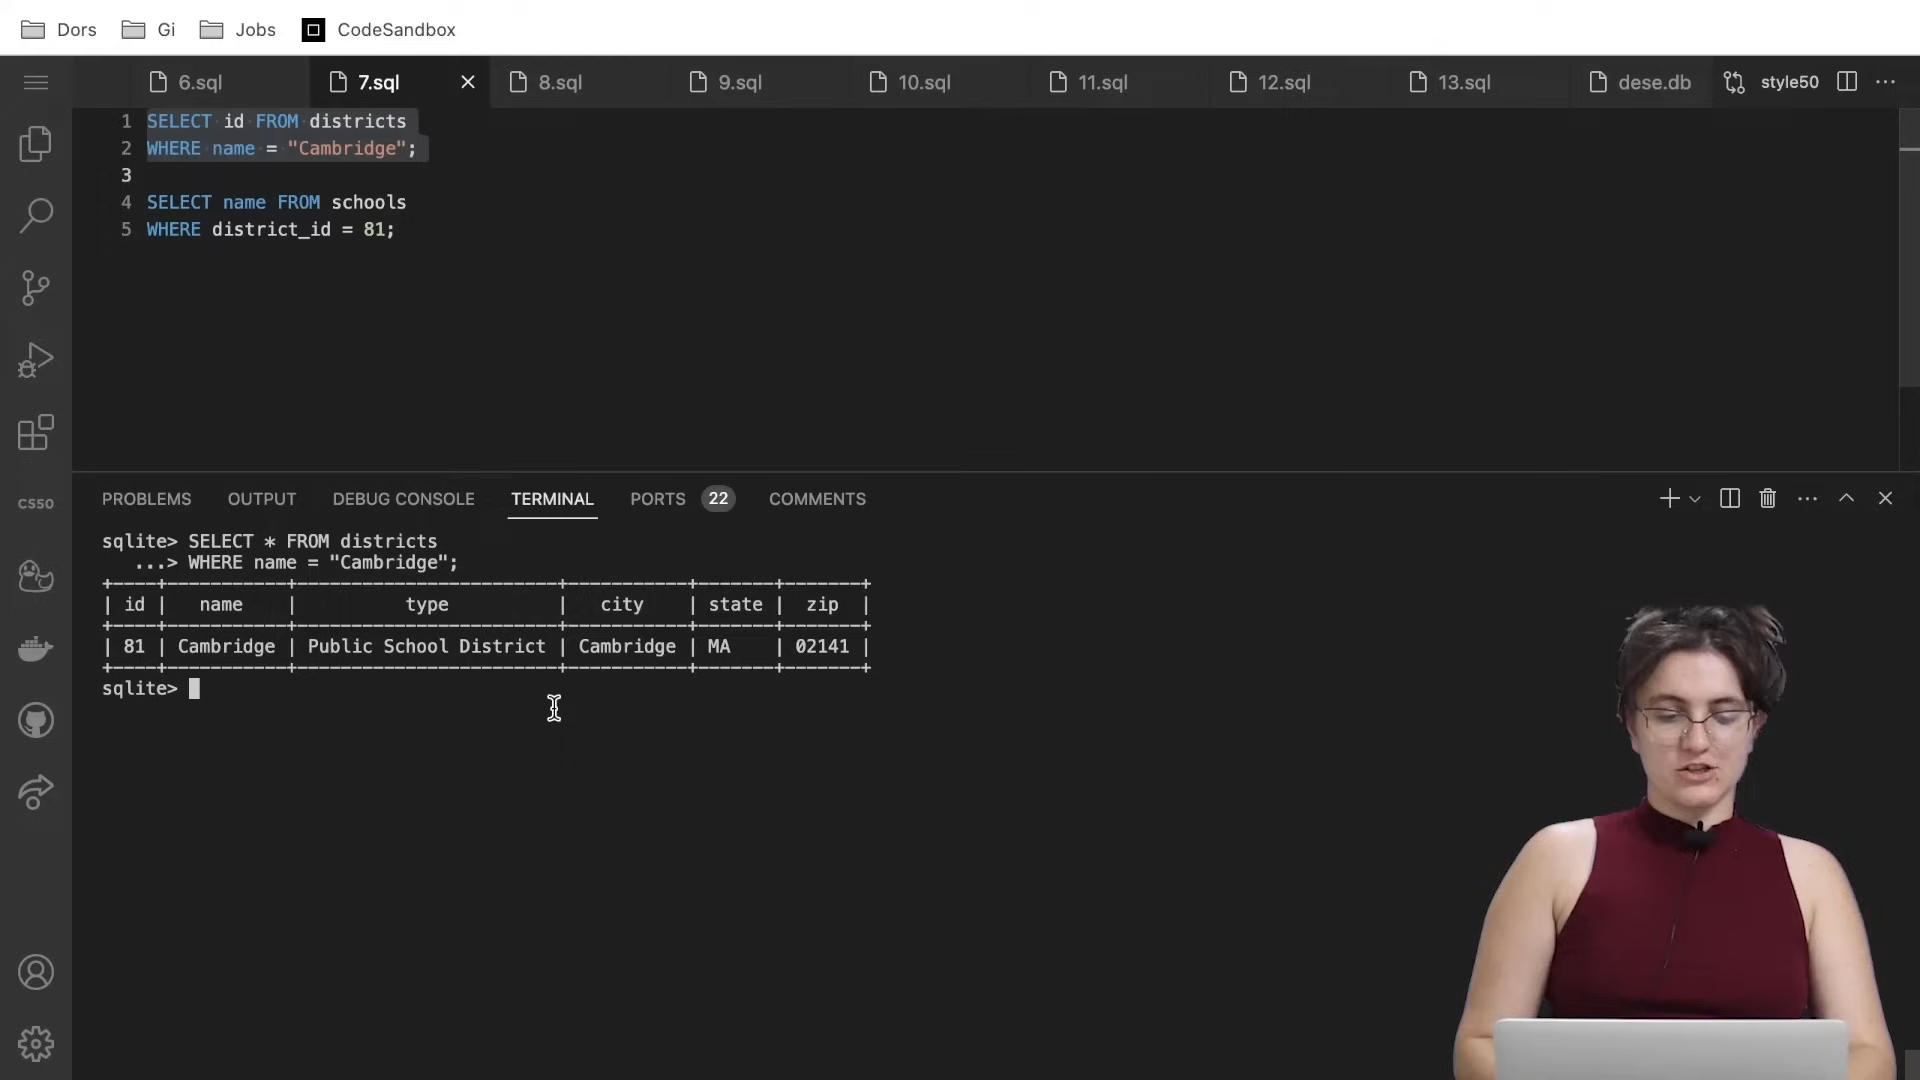 Dors Gi Jobs CodeSandbox
6.sql 7.sql 8.sql 9.sql 10.sql 11.sql 12.sql 13.sql dese.db style50
1 SELECT id FROM districts
2 WHERE name = "Cambridge";
3
4 SELECT name FROM schools
5 WHERE district_id = 81;
CS50
PROBLEMS OUTPUT DEBUG CONSOLE TERMINAL PORTS 22 COMMENTS
sqlite> SELECT * FROM districts
...> WHERE name = "Cambridge";
+----+-----------+------------------------+-----------+-------+-------+
| id | name | type | city | state | zip |
+----+-----------+------------------------+-----------+-------+-------+
| 81 | Cambridge | Public School District | Cambridge | MA | 02141 |
+----+-----------+------------------------+-----------+-------+-------+
sqlite>